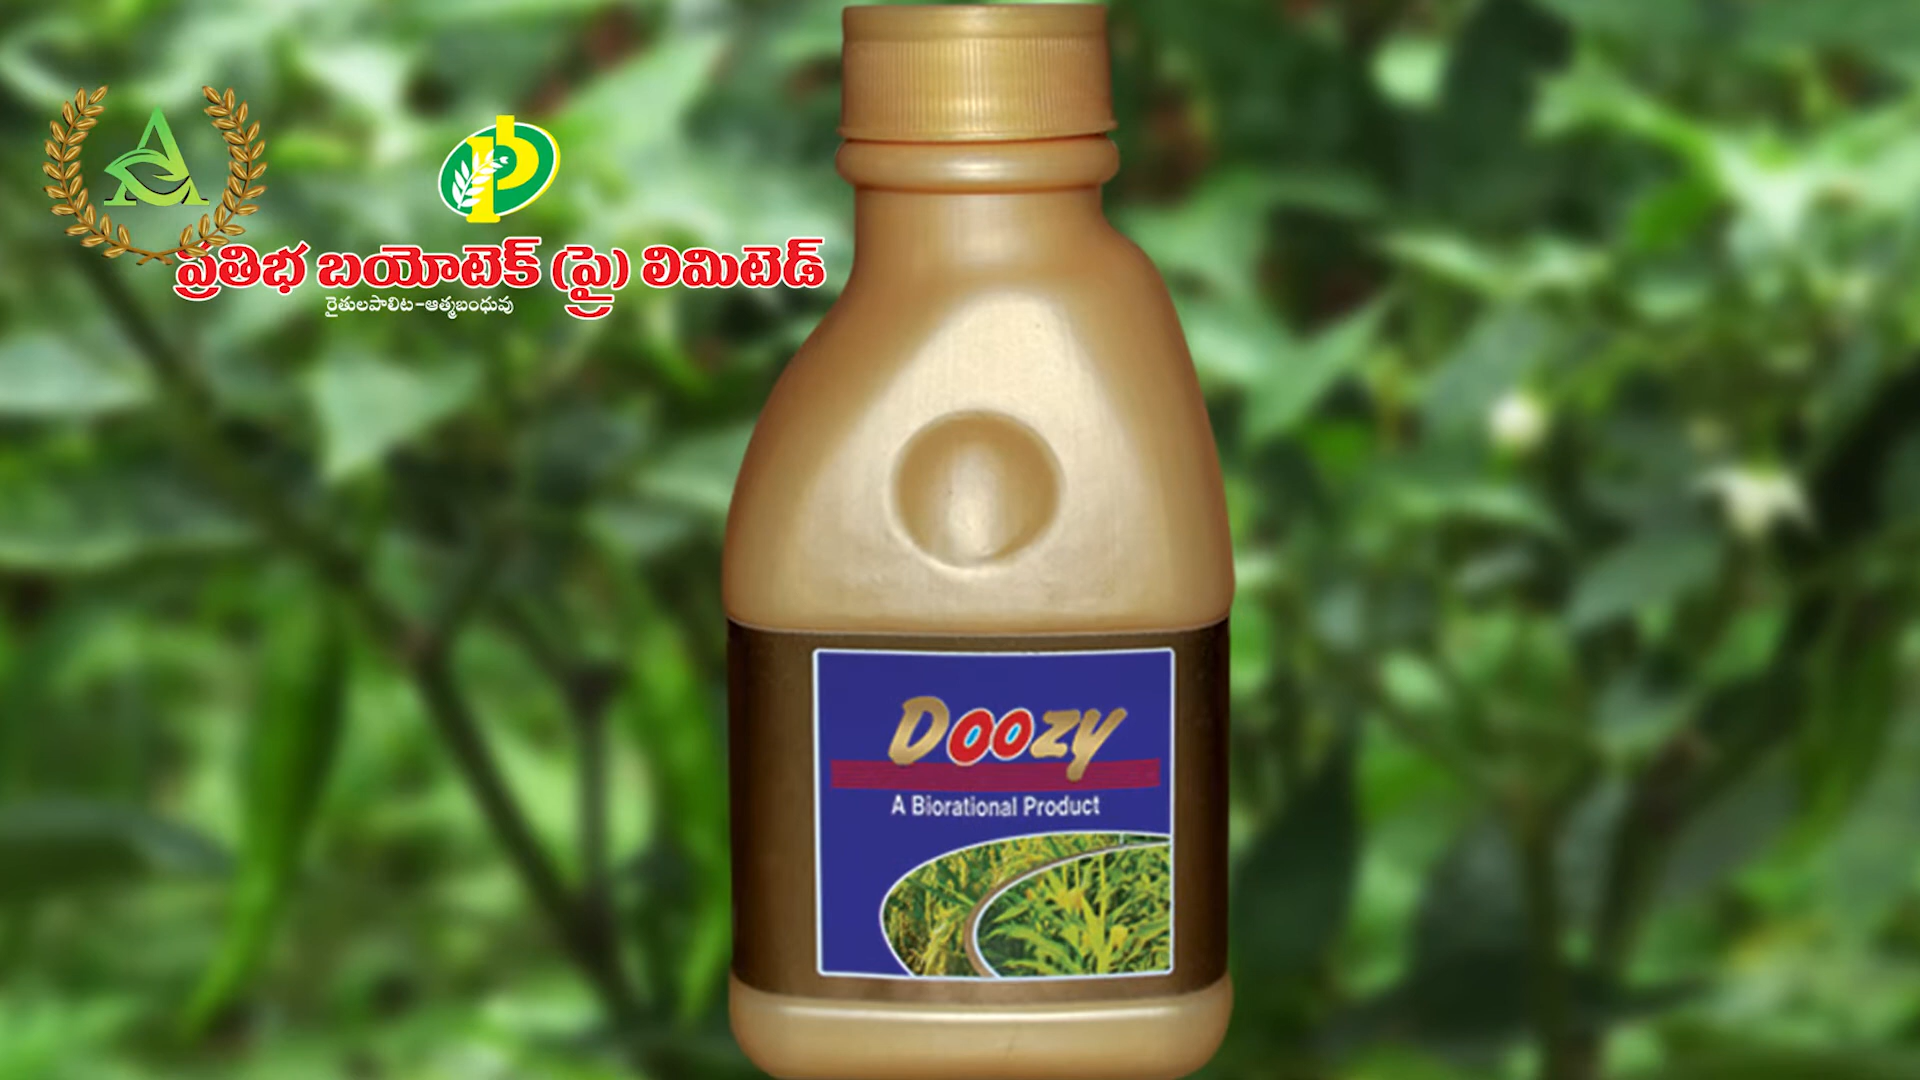 ప్రతిభ బయోటెక్ (ప్రై) లిమిటెడ్
రైతులపాలిట-ఆత్మబంధువు
Doozy
A Biorational Product